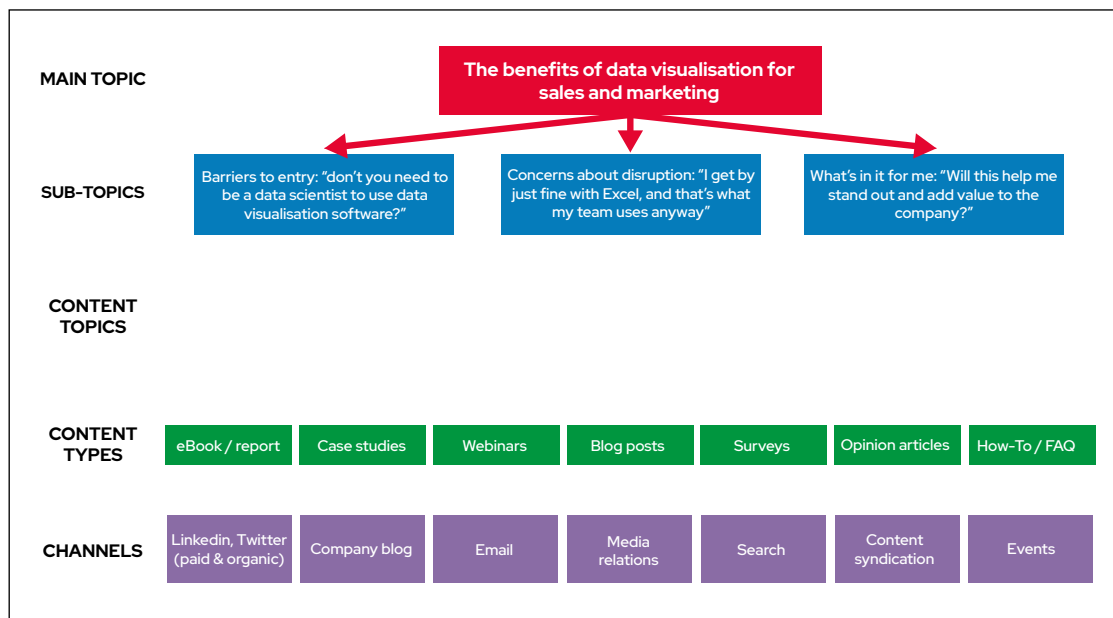 MAIN TOPIC
The benefits of data visualisation for
sales and marketing
SUB-TOPICS
Barriers to entry: “don’t you need to
be a data scientist to use data
visualisation software?”
Concerns about disruption: “I get by
just fine with Excel, and that’s what
my team uses anyway”
What’s in it for me: “Will this help me
stand out and add value to the
company?”
CONTENT
TOPICS
CONTENT
TYPES
eBook / report
Case studies
Webinars
Blog posts
Surveys
Opinion articles
How-To / FAQ
CHANNELS
Linkedin, Twitter
(paid & organic)
Company blog
Email
Media
relations
Search
Content
syndication
Events